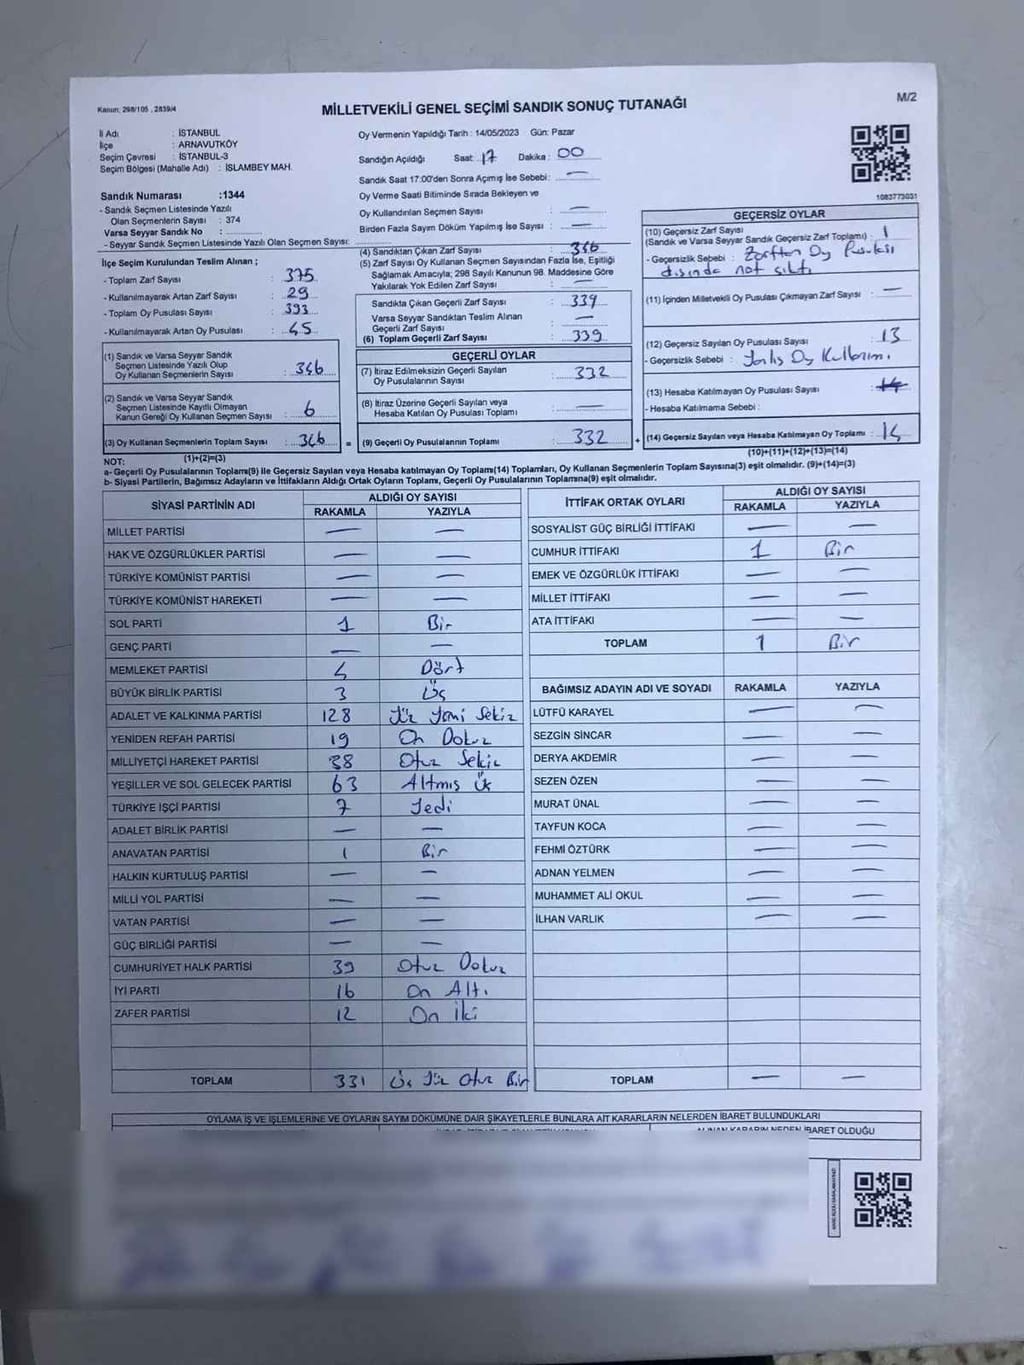 Kanun: 298/105 , 2839/4
MİLLETVEKİLİ GENEL SEÇİMİ SANDIK SONUÇ TUTANAĞI
M/2
İl Adı : İSTANBUL
İlçe : ARNAVUTKÖY
Seçim Çevresi : İSTANBUL-3
Seçim Bölgesi (Mahalle Adı) : İSLAMBEY MAH.
Sandık Numarası :1344
- Sandık Seçmen Listesinde Yazılı
Olan Seçmenlerin Sayısı : 374
Varsa Seyyar Sandık No :
- Seyyar Sandık Seçmen Listesinde Yazılı Olan Seçmen Sayısı:
Oy Vermenin Yapıldığı Tarih : 14/05/2023 Gün: Pazar
Sandığın Açıldığı Saat: 17 Dakika : 00
Sandık Saat 17:00'den Sonra Açımış İse Sebebi: —
Oy Verme Saati Bitiminde Sırada Bekleyen ve
Oy Kullandırılan Seçmen Sayısı : —
Birden Fazla Sayım Döküm Yapılmış İse Sayısı : —
1083773031
İlçe Seçim Kurulundan Teslim Alınan ;
- Toplam Zarf Sayısı : 375
- Kullanılmayarak Artan Zarf Sayısı : 29
- Toplam Oy Pusulası Sayısı : 393
- Kullanılmayarak Artan Oy Pusulası : 45
(1) Sandık ve Varsa Seyyar Sandık
Seçmen Listesinde Yazılı Olup
Oy Kullanan Seçmenlerin Sayısı :
(2) Sandık ve Varsa Seyyar Sandık
Seçmen Listesinde Kayıtlı Olmayan
Kanun Gereği Oy Kullanan Seçmen Sayısı : 6
(3) Oy Kullanan Seçmenlerin Toplam Sayısı : 346 =
(4) Sandıktan Çıkan Zarf Sayısı : 346
(5) Zarf Sayısı Oy Kullanan Seçmen Sayısından Fazla İse, Eşitliği
Sağlamak Amacıyla; 298 Sayılı Kanunun 98. Maddesine Göre
Yakılarak Yok Edilen Zarf Sayısı : —
Sandıkta Çıkan Geçerli Zarf Sayısı : 339
Varsa Seyyar Sandıktan Teslim Alınan
Geçerli Zarf Sayısı : —
(6) Toplam Geçerli Zarf Sayısı : 339
GEÇERLİ OYLAR
(7) İtiraz Edilmeksizin Geçerli Sayılan
Oy Pusulalarının Sayısı : 332
(8) İtiraz Üzerine Geçerli Sayılan veya
Hesaba Katılan Oy Pusulası Toplamı : —
(9) Geçerli Oy Pusulalarının Toplamı : 332 +
GEÇERSİZ OYLAR
(10) Geçersiz Zarf Sayısı
(Sandık ve Varsa Seyyar Sandık Geçersiz Zarf Toplamı) : 1
- Geçersizlik Sebebi : Zarftan Oy Pusulası
dışında not çıktı
(11) İçinden Milletvekili Oy Pusulası Çıkmayan Zarf Sayısı : —
(12) Geçersiz Sayılan Oy Pusulası Sayısı : 13
- Geçersizlik Sebebi : Yanlış Oy Kullanımı
(13) Hesaba Katılmayan Oy Pusulası Sayısı :
- Hesaba Katılmama Sebebi :
(14) Geçersiz Sayılan veya Hesaba Katılmayan Oy Toplamı : 14
NOT: (1)+(2)=(3) (10)+(11)+(12)+(13)=(14)
a- Geçerli Oy Pusulalarının Toplamı(9) ile Geçersiz Sayılan veya Hesaba katılmayan Oy Toplam(14) Toplamları, Oy Kullanan Seçmenlerin Toplam Sayısına(3) eşit olmalıdır. (9)+(14)=(3)
b- Siyasi Partilerin, Bağımsız Adayların ve İttifakların Aldığı Ortak Oyların Toplamı, Geçerli Oy Pusulalarının Toplamına(9) eşit olmalıdır.
SİYASİ PARTİNİN ADI ALDIĞI OY SAYISI
RAKAMLA YAZIYLA
MİLLET PARTİSİ — —
HAK VE ÖZGÜRLÜKLER PARTİSİ — —
TÜRKİYE KOMÜNİST PARTİSİ — —
TÜRKİYE KOMÜNİST HAREKETİ — —
SOL PARTİ 1 Bir
GENÇ PARTİ — —
MEMLEKET PARTİSİ 4 Dört
BÜYÜK BİRLİK PARTİSİ 3 Üç
ADALET VE KALKINMA PARTİSİ 128 Yüz Yirmi Sekiz
YENİDEN REFAH PARTİSİ 19 On Dokuz
MİLLİYETÇİ HAREKET PARTİSİ 38 Otuz Sekiz
YEŞİLLER VE SOL GELECEK PARTİSİ 63 Altmış Üç
TÜRKİYE İŞÇİ PARTİSİ 7 Yedi
ADALET BİRLİK PARTİSİ — —
ANAVATAN PARTİSİ 1 Bir
HALKIN KURTULUŞ PARTİSİ — —
MİLLİ YOL PARTİSİ — —
VATAN PARTİSİ — —
GÜÇ BİRLİĞİ PARTİSİ — —
CUMHURİYET HALK PARTİSİ 39 Otuz Dokuz
İYİ PARTİ 16 On Altı
ZAFER PARTİSİ 12 On İki
TOPLAM 331 Üç Yüz Otuz Bir
İTTİFAK ORTAK OYLARI ALDIĞI OY SAYISI
RAKAMLA YAZIYLA
SOSYALİST GÜÇ BİRLİĞİ İTTİFAKI — —
CUMHUR İTTİFAKI 1 Bir
EMEK VE ÖZGÜRLÜK İTTİFAKI — —
MİLLET İTTİFAKI — —
ATA İTTİFAKI — —
TOPLAM 1 Bir
BAĞIMSIZ ADAYIN ADI VE SOYADI RAKAMLA YAZIYLA
LÜTFÜ KARAYEL — —
SEZGİN SİNCAR — —
DERYA AKDEMİR — —
SEZEN ÖZEN — —
MURAT ÜNAL — —
TAYFUN KOCA — —
FEHMİ ÖZTÜRK — —
ADNAN YELMEN — —
MUHAMMET ALİ OKUL — —
İLHAN VARLIK — —
TOPLAM — —
OYLAMA İŞ VE İŞLEMLERİNE VE OYLARIN SAYIM DÖKÜMÜNE DAİR ŞİKAYETLERLE BUNLARA AİT KARARLARIN NELERDEN İBARET BULUNDUKLARI
ALINAN KARARIN NEDEN İBARET OLDUĞU